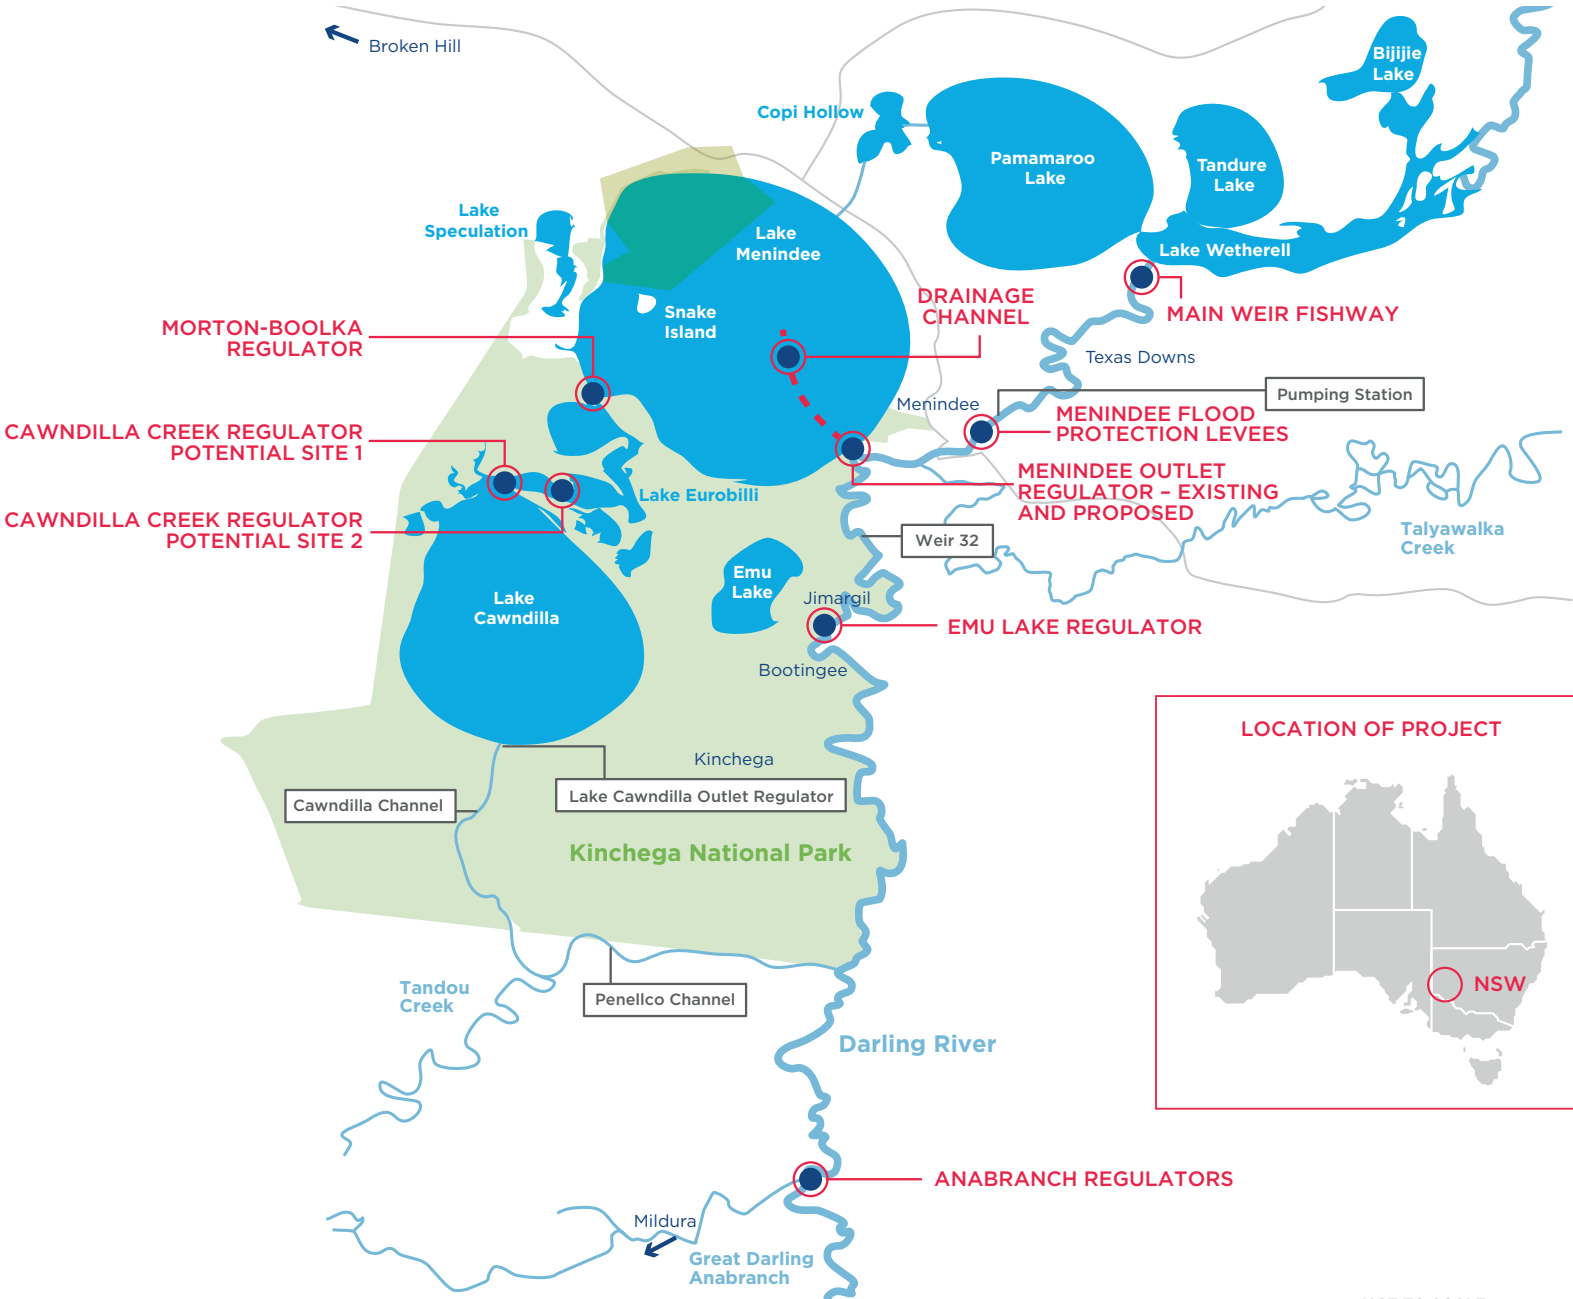 Broken Hill
Bijijie
Lake
Copi Hollow
Pamamaroo
Lake
Tandure
Lake
Lake
Speculation
Lake
Menindee
Lake Wetherell
Snake
Island
DRAINAGE
CHANNEL
MAIN WEIR FISHWAY
MORTON-BOOLKA
REGULATOR
Texas Downs
Pumping Station
Menindee
MENINDEE FLOOD
PROTECTION LEVEES
CAWNDILLA CREEK REGULATOR
POTENTIAL SITE 1
MENINDEE OUTLET
REGULATOR – EXISTING
AND PROPOSED
Lake Eurobilli
CAWNDILLA CREEK REGULATOR
POTENTIAL SITE 2
Weir 32
Talyawalka
Creek
Emu
Lake
Jimargil
Lake
Cawndilla
EMU LAKE REGULATOR
Bootingee
LOCATION OF PROJECT
Kinchega
Lake Cawndilla Outlet Regulator
Cawndilla Channel
Kinchega National Park
NSW
Tandou
Creek
Penellco Channel
Darling River
ANABRANCH REGULATORS
Mildura
Great Darling
Anabranch